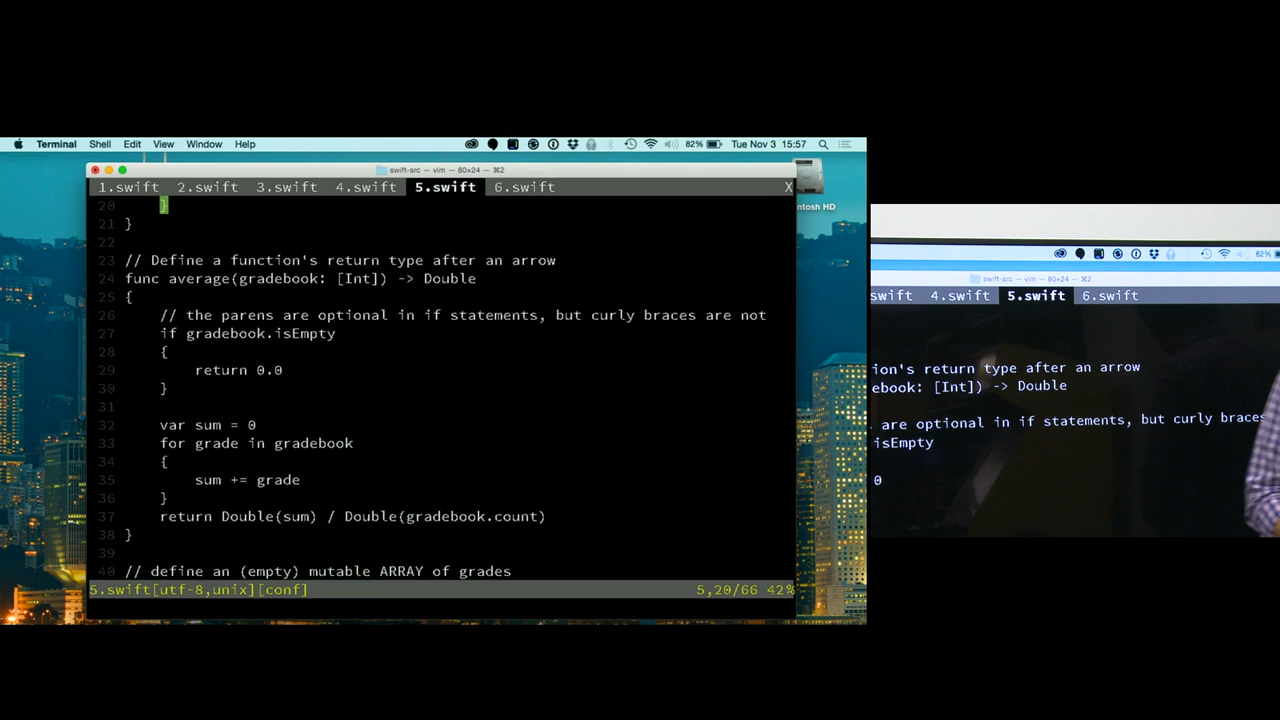 Terminal Shell Edit View Window Help 82% Tue Nov 3 15:57
swift-src — vim — 80×24 — ⌘2
1.swift 2.swift 3.swift 4.swift 5.swift 6.swift X
20 }
21 }
22
23 // Define a function's return type after an arrow
24 func average(gradebook: [Int]) -> Double
25 {
26 // the parens are optional in if statements, but curly braces are not
27 if gradebook.isEmpty
28 {
29 return 0.0
30 }
31
32 var sum = 0
33 for grade in gradebook
34 {
35 sum += grade
36 }
37 return Double(sum) / Double(gradebook.count)
38 }
39
40 // define an (empty) mutable ARRAY of grades
5.swift[utf-8,unix][conf] 5,20/66 42%
ntosh HD
82%
swift-src — vim — 80×24 — ⌘2
swift 4.swift 5.swift 6.swift
ion's return type after an arrow
ebook: [Int]) -> Double
are optional in if statements, but curly braces
isEmpty
0